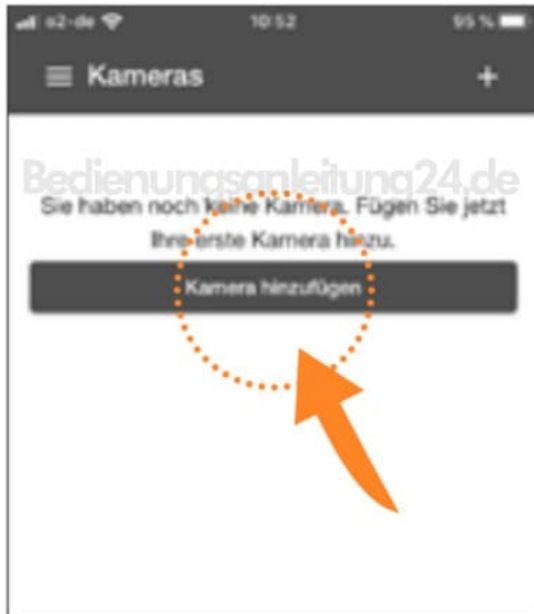 o2-de 10:52 95 %
Kameras +
Bedienungsanleitung24.de
Sie haben noch keine Kamera. Fügen Sie jetzt
Ihre erste Kamera hinzu.
Kamera hinzufügen